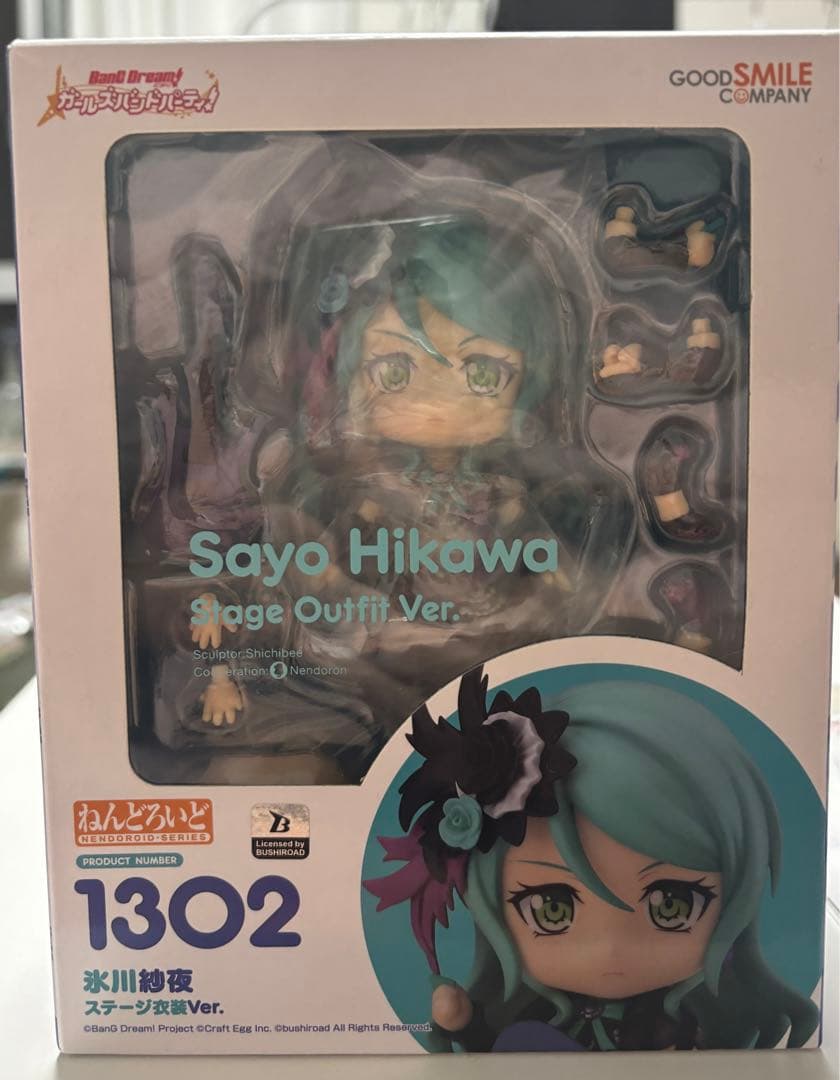 BanG Dream!
ガールズバンドパーティ!
GOODSMILE
COMPANY
Sayo Hikawa
Stage Outfit Ver.
Sculptor:Shichibee
Cooperation: Nendoron
ねんどろいど
NENDOROID·SERIES
PRODUCT NUMBER
1302
B
Licensed by
BUSHIROAD
氷川紗夜
ステージ衣装Ver.
©BanG Dream! Project ©Craft Egg Inc. ©bushiroad All Rights Reserved.